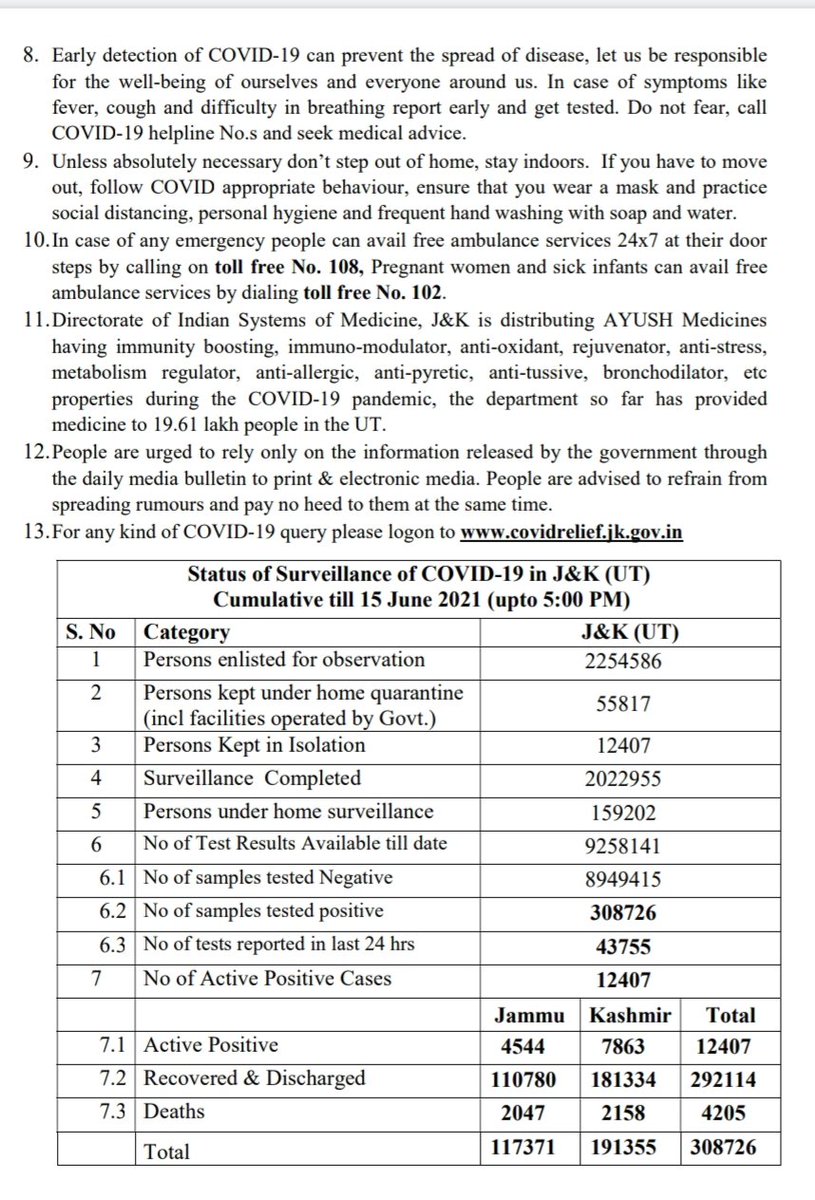 8. Early detection of COVID-19 can prevent the spread of disease, let us be responsible
for the well-being of ourselves and everyone around us. In case of symptoms like
fever, cough and difficulty in breathing report early and get tested. Do not fear, call
COVID-19 helpline No.s and seek medical advice.
9. Unless absolutely necessary don’t step out of home, stay indoors. If you have to move
out, follow COVID appropriate behaviour, ensure that you wear a mask and practice
social distancing, personal hygiene and frequent hand washing with soap and water.
10. In case of any emergency people can avail free ambulance services 24x7 at their door
steps by calling on toll free No. 108, Pregnant women and sick infants can avail free
ambulance services by dialing toll free No. 102.
11. Directorate of Indian Systems of Medicine, J&K is distributing AYUSH Medicines
having immunity boosting, immuno-modulator, anti-oxidant, rejuvenator, anti-stress,
metabolism regulator, anti-allergic, anti-pyretic, anti-tussive, bronchodilator, etc
properties during the COVID-19 pandemic, the department so far has provided
medicine to 19.61 lakh people in the UT.
12. People are urged to rely only on the information released by the government through
the daily media bulletin to print & electronic media. People are advised to refrain from
spreading rumours and pay no heed to them at the same time.
13. For any kind of COVID-19 query please logon to www.covidrelief.jk.gov.in
Status of Surveillance of COVID-19 in J&K (UT)
Cumulative till 15 June 2021 (upto 5:00 PM)
S. No Category J&K (UT)
1 Persons enlisted for observation 2254586
2 Persons kept under home quarantine
(incl facilities operated by Govt.) 55817
3 Persons Kept in Isolation 12407
4 Surveillance Completed 2022955
5 Persons under home surveillance 159202
6 No of Test Results Available till date 9258141
6.1 No of samples tested Negative 8949415
6.2 No of samples tested positive 308726
6.3 No of tests reported in last 24 hrs 43755
7 No of Active Positive Cases 12407
Jammu Kashmir Total
7.1 Active Positive 4544 7863 12407
7.2 Recovered & Discharged 110780 181334 292114
7.3 Deaths 2047 2158 4205
Total 117371 191355 308726